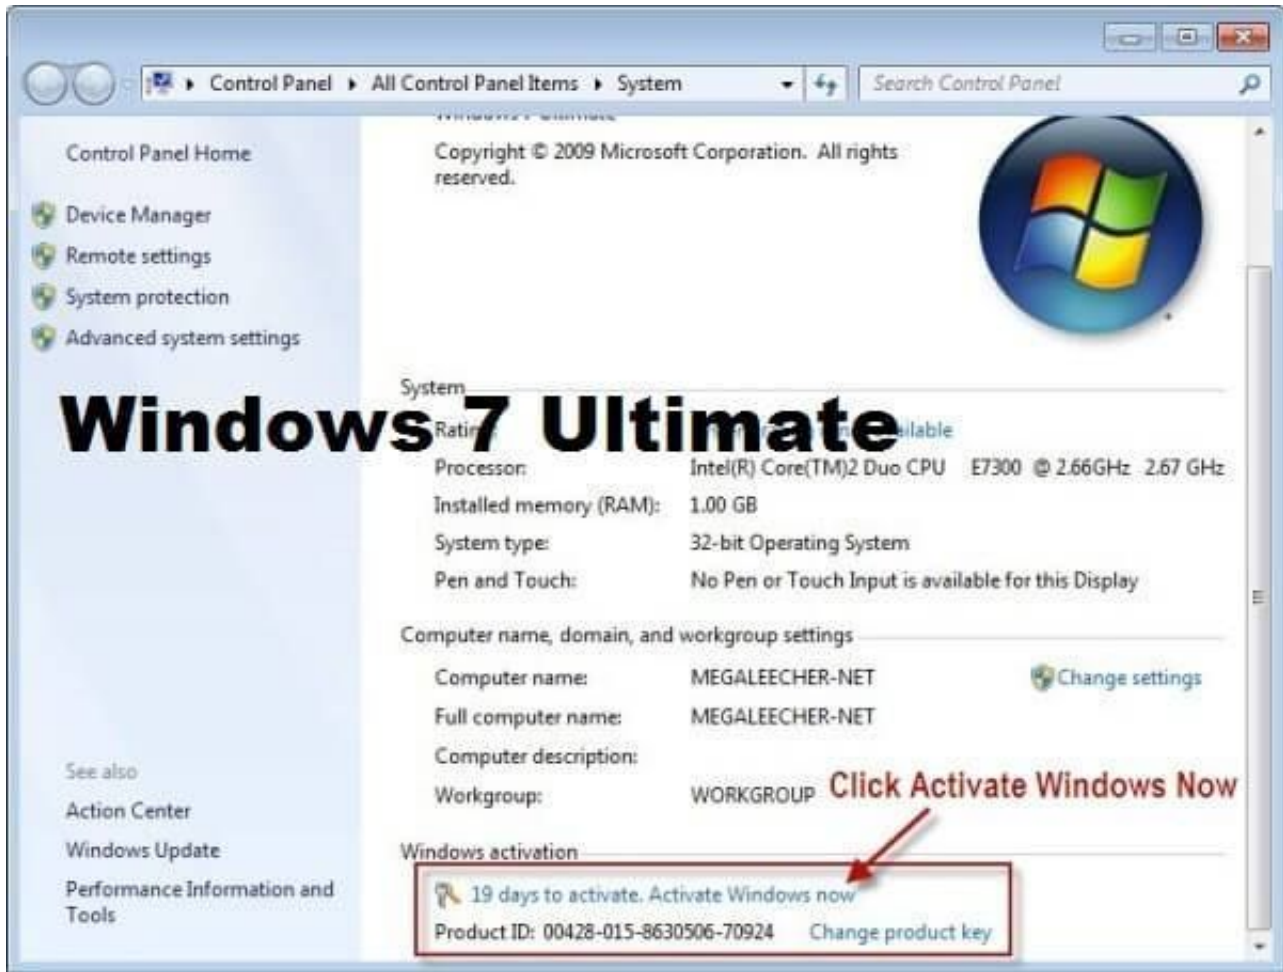 Control Panel ▸ All Control Panel Items ▸ System
Search Control Panel
Control Panel Home
Device Manager
Remote settings
System protection
Advanced system settings
See also
Action Center
Windows Update
Performance Information and
Tools
Windows 7 Ultimate
Copyright © 2009 Microsoft Corporation. All rights
reserved.
System
Windows 7 Ultimate
Processor: Intel(R) Core(TM)2 Duo CPU E7300 @ 2.66GHz 2.67 GHz
Installed memory (RAM): 1.00 GB
System type: 32-bit Operating System
Pen and Touch: No Pen or Touch Input is available for this Display
Computer name, domain, and workgroup settings
Computer name: MEGALEECHER-NET Change settings
Full computer name: MEGALEECHER-NET
Computer description:
Workgroup: WORKGROUP
Click Activate Windows Now
Windows activation
19 days to activate. Activate Windows now
Product ID: 00428-015-8630506-70924 Change product key